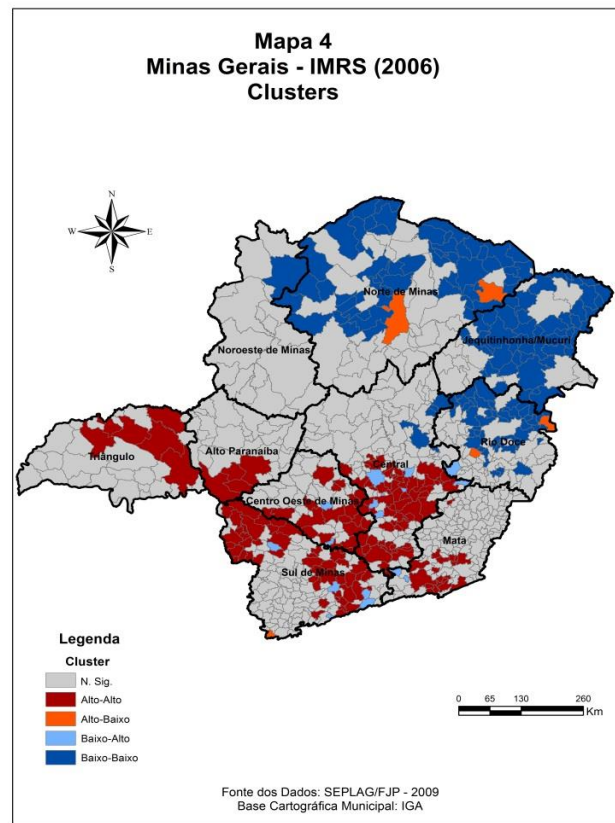 Mapa 4
Minas Gerais - IMRS (2006)
Clusters
N
W
E
S
Norte de Minas
Jequitinhonha/Mucuri
Noroeste de Minas
Rio Doce
Alto Paranaíba
Triângulo
Central
Centro Oeste de Minas
Mata
Sul de Minas
Legenda
Cluster
N. Sig.
Alto-Alto
Alto-Baixo
Baixo-Alto
Baixo-Baixo
0 65 130 260
Km
Fonte dos Dados: SEPLAG/FJP - 2009
Base Cartográfica Municipal: IGA